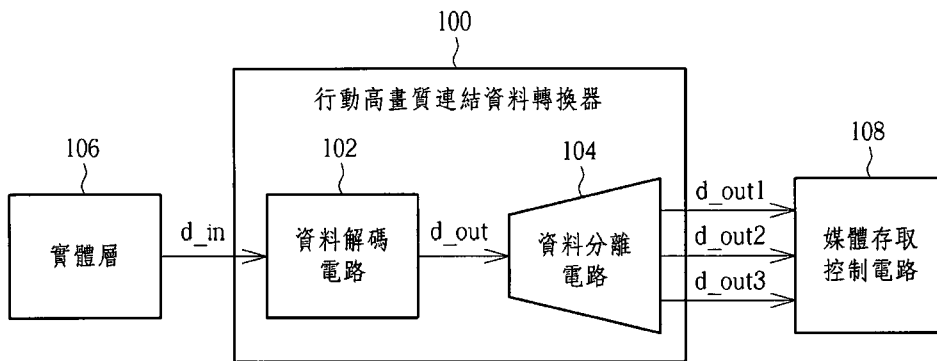 100
行動高畫質連結資料轉換器
106
102
104
108
實體層
d_in
資料解碼
電路
d_out
資料分離
電路
d_out1
d_out2
d_out3
媒體存取
控制電路